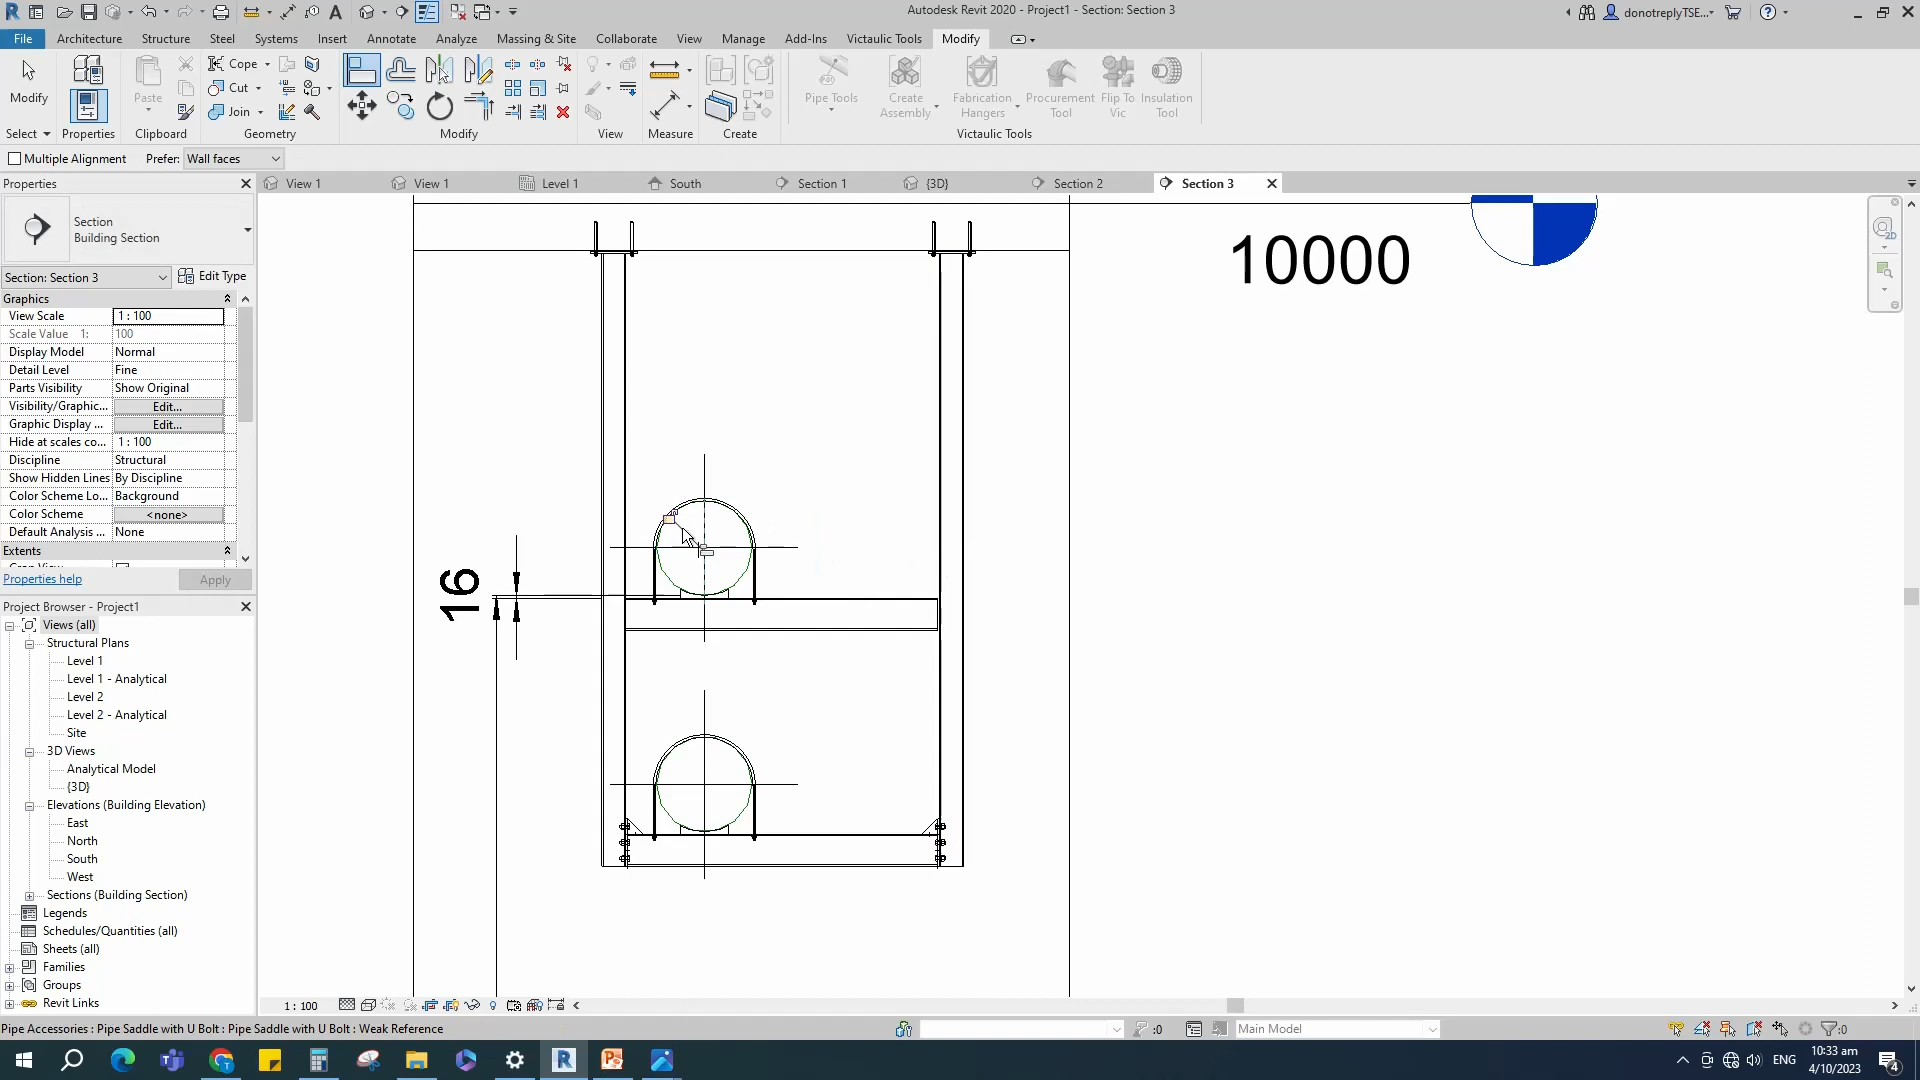 Autodesk Revit 2020 - Project1 - Section: Section 3
donotreplyTSE...
File
Architecture
Structure
Steel
Systems
Insert
Annotate
Analyze
Massing & Site
Collaborate
View
Manage
Add-Ins
Victaulic Tools
Modify
Modify
Select
Properties
Paste
Clipboard
Cope
Cut
Join
Geometry
Modify
View
Measure
Create
Pipe Tools
Create
Assembly
Fabrication
Hangers
Procurement
Tool
Flip To
Vic
Insulation
Tool
Victaulic Tools
Multiple Alignment
Prefer: Wall faces
Properties
View 1
View 1
Level 1
South
Section 1
{3D}
Section 2
Section 3
Section
Building Section
Section: Section 3
Edit Type
Graphics
View Scale 1 : 100
Scale Value 1: 100
Display Model Normal
Detail Level Fine
Parts Visibility Show Original
Visibility/Graphic... Edit...
Graphic Display ... Edit...
Hide at scales co... 1 : 100
Discipline Structural
Show Hidden Lines By Discipline
Color Scheme Lo... Background
Color Scheme <none>
Default Analysis ... None
Extents
Properties help
Apply
Project Browser - Project1
Views (all)
Structural Plans
Level 1
Level 1 - Analytical
Level 2
Level 2 - Analytical
Site
3D Views
Analytical Model
{3D}
Elevations (Building Elevation)
East
North
South
West
Sections (Building Section)
Legends
Schedules/Quantities (all)
Sheets (all)
Families
Groups
Revit Links
10000
16
2D
1 : 100
Pipe Accessories : Pipe Saddle with U Bolt : Pipe Saddle with U Bolt : Weak Reference
:0
Main Model
:0
ENG
10:33 am
4/10/2023
4